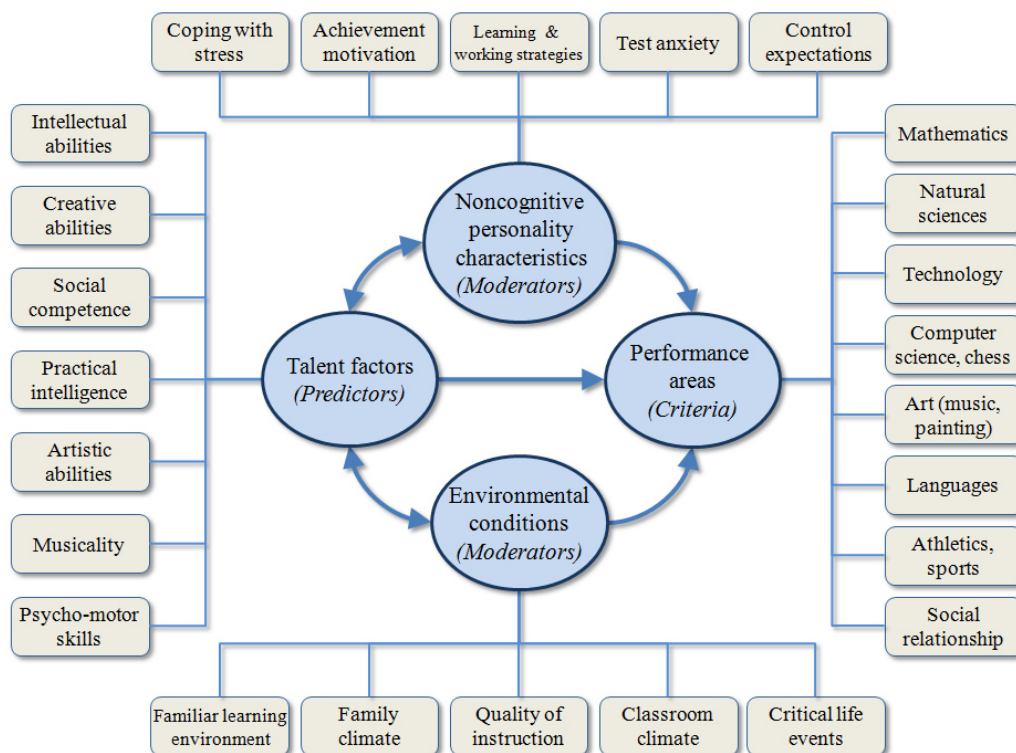 Coping with
stress
Achievement
motivation
Learning & 
working strategies
Test anxiety
Control
expectations
Intellectual
abilities
Creative
abilities
Social
competence
Practical
intelligence
Artistic
abilities
Musicality
Psycho-motor
skills
Noncognitive
personality
characteristics
(Moderators)
Talent factors
(Predictors)
Performance
areas
(Criteria)
Environmental
conditions
(Moderators)
Mathematics
Natural
sciences
Technology
Computer
science, chess
Art (music,
painting)
Languages
Athletics,
sports
Social
relationship
Familiar learning
environment
Family
climate
Quality of
instruction
Classroom
climate
Critical life
events